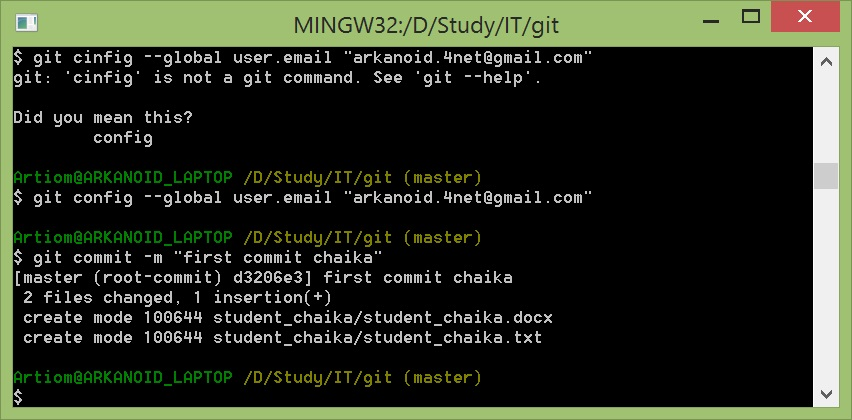 MINGW32:/D/Study/IT/git
$ git cinfig --global user.email "arkanoid.4net@gmail.com"
git: 'cinfig' is not a git command. See 'git --help'.
Did you mean this?
config
Artiom@ARKANOID_LAPTOP /D/Study/IT/git (master)
$ git config --global user.email "arkanoid.4net@gmail.com"
Artiom@ARKANOID_LAPTOP /D/Study/IT/git (master)
$ git commit -m "first commit chaika"
[master (root-commit) d3206e3] first commit chaika
2 files changed, 1 insertion(+)
create mode 100644 student_chaika/student_chaika.docx
create mode 100644 student_chaika/student_chaika.txt
Artiom@ARKANOID_LAPTOP /D/Study/IT/git (master)
$